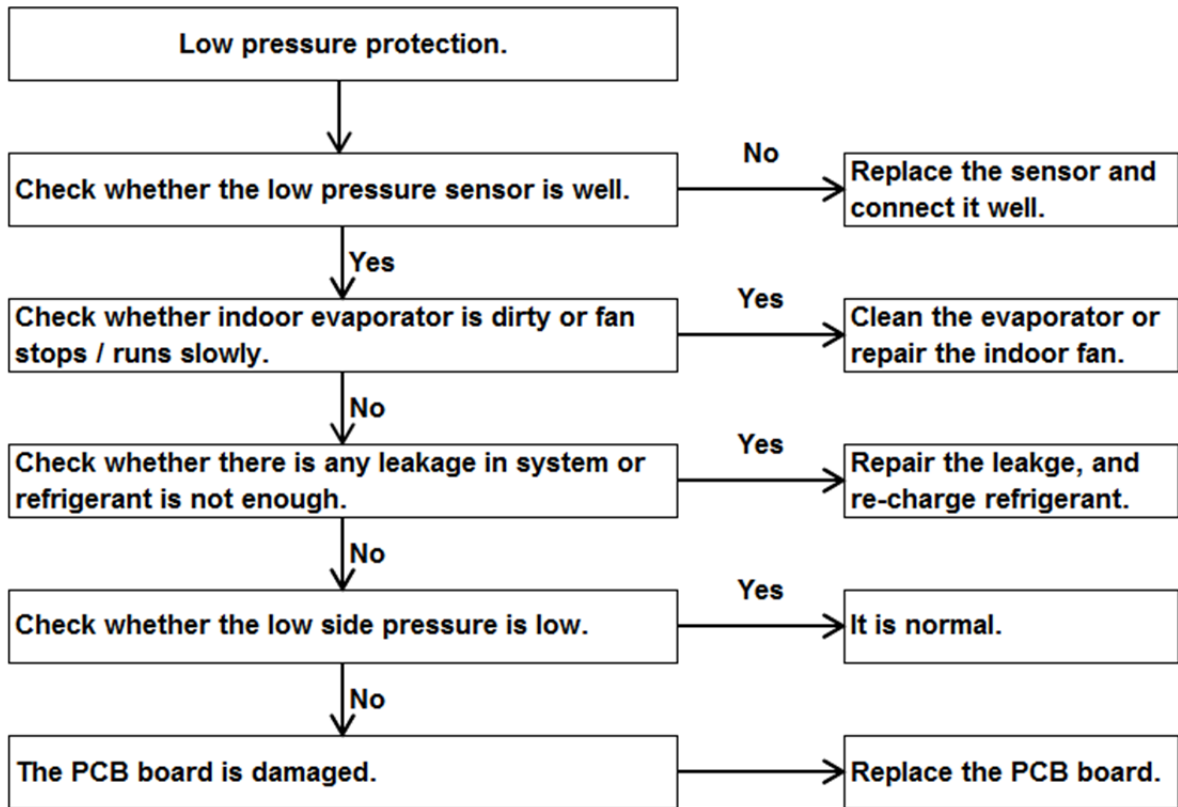 Low pressure protection.
No
Check whether the low pressure sensor is well.
Replace the sensor and
connect it well.
Yes
Check whether indoor evaporator is dirty or fan
stops / runs slowly.
Yes
Clean the evaporator or
repair the indoor fan.
No
Check whether there is any leakage in system or
refrigerant is not enough.
Yes
Repair the leakge, and
re-charge refrigerant.
No
Check whether the low side pressure is low.
Yes
It is normal.
No
The PCB board is damaged.
Replace the PCB board.